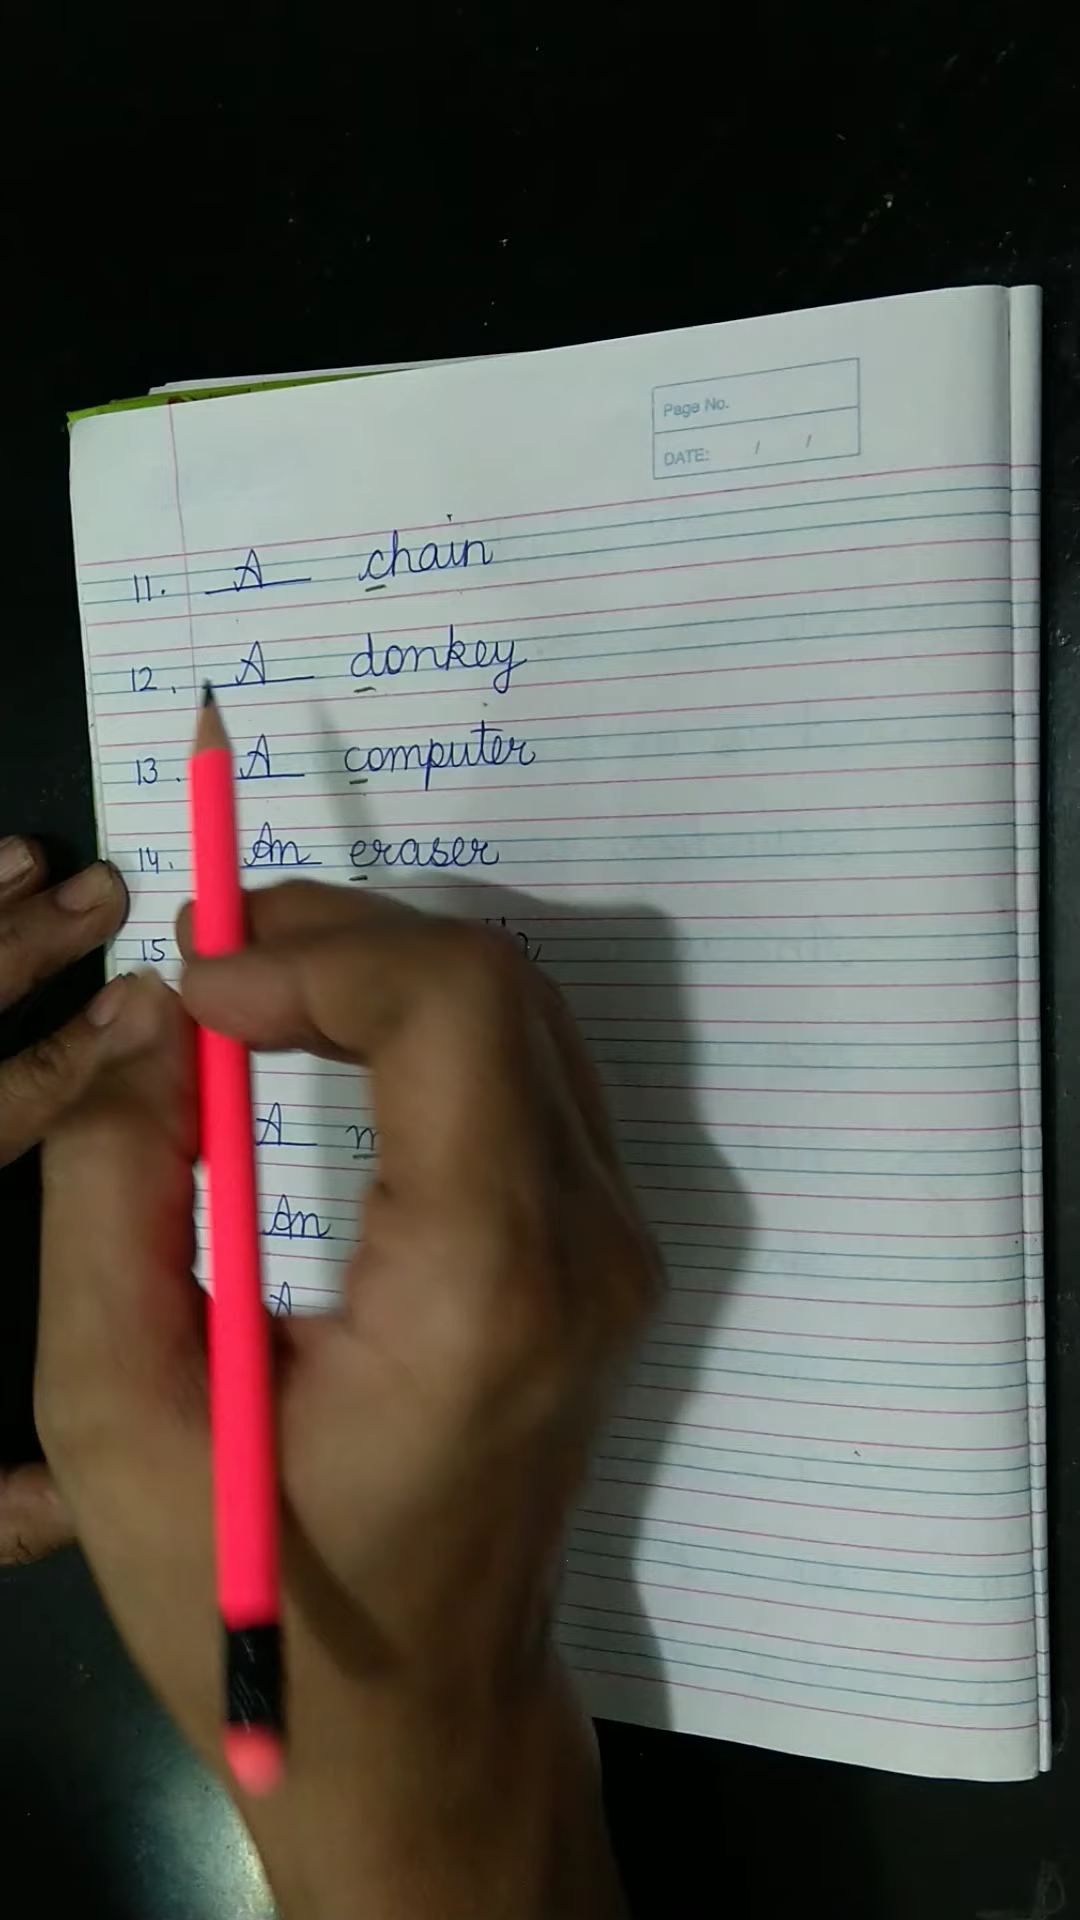 Page No.
DATE: / /
11. A chain
12. A donkey
13. A computer
14. An eraser
15
A
An
A